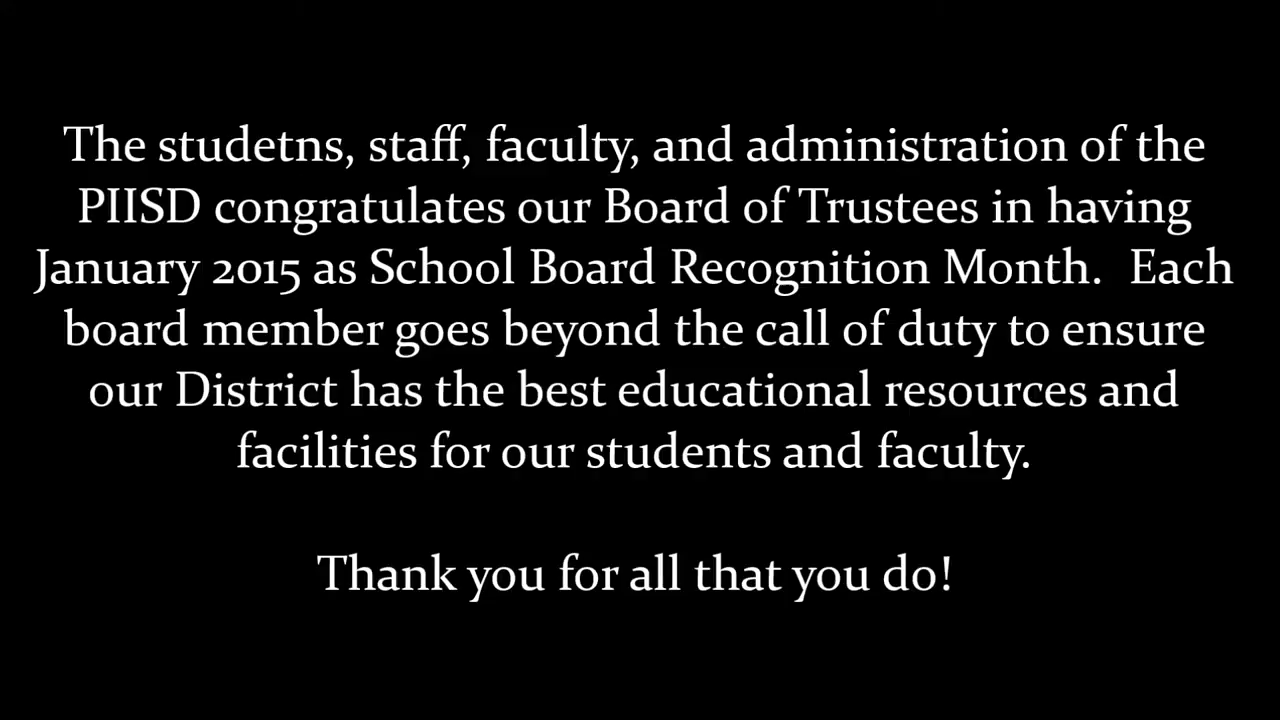 The studetns, staff, faculty, and administration of the
PIISD congratulates our Board of Trustees in having
January 2015 as School Board Recognition Month.  Each
board member goes beyond the call of duty to ensure
our District has the best educational resources and
facilities for our students and faculty.
Thank you for all that you do!